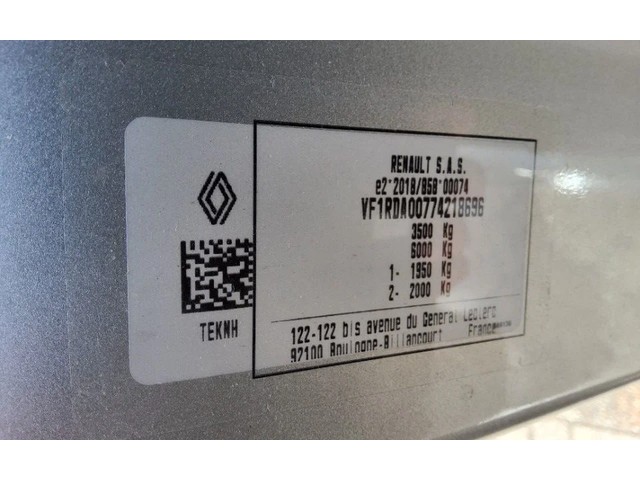 RENAULT S.A.S.
e2*2018/858*00074
VF1RDA00774218696
3500 Kg
6000 Kg
1- 1950 Kg
2- 2000 Kg
TEKNH
122-122 bis avenue du General Leclerc
92100 Boulogne-Billancourt France